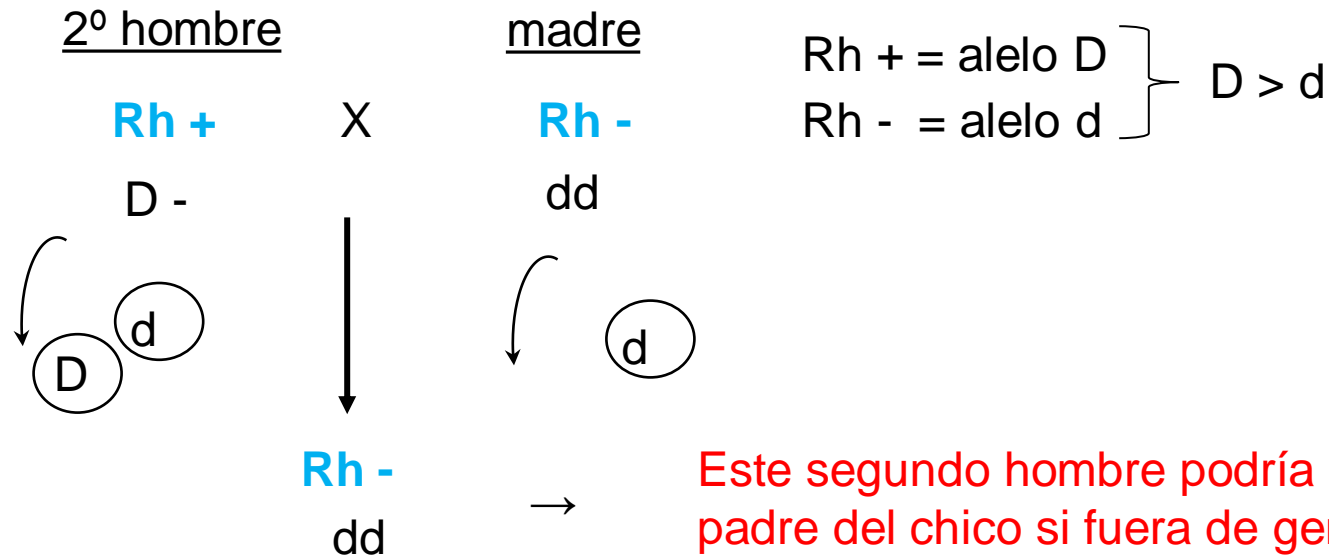 2º hombre madre
Rh + = alelo D
Rh - = alelo d
D > d
Rh + X Rh -
D - dd
d
D
d
Rh -
dd
→
Este segundo hombre podría
padre del chico si fuera de